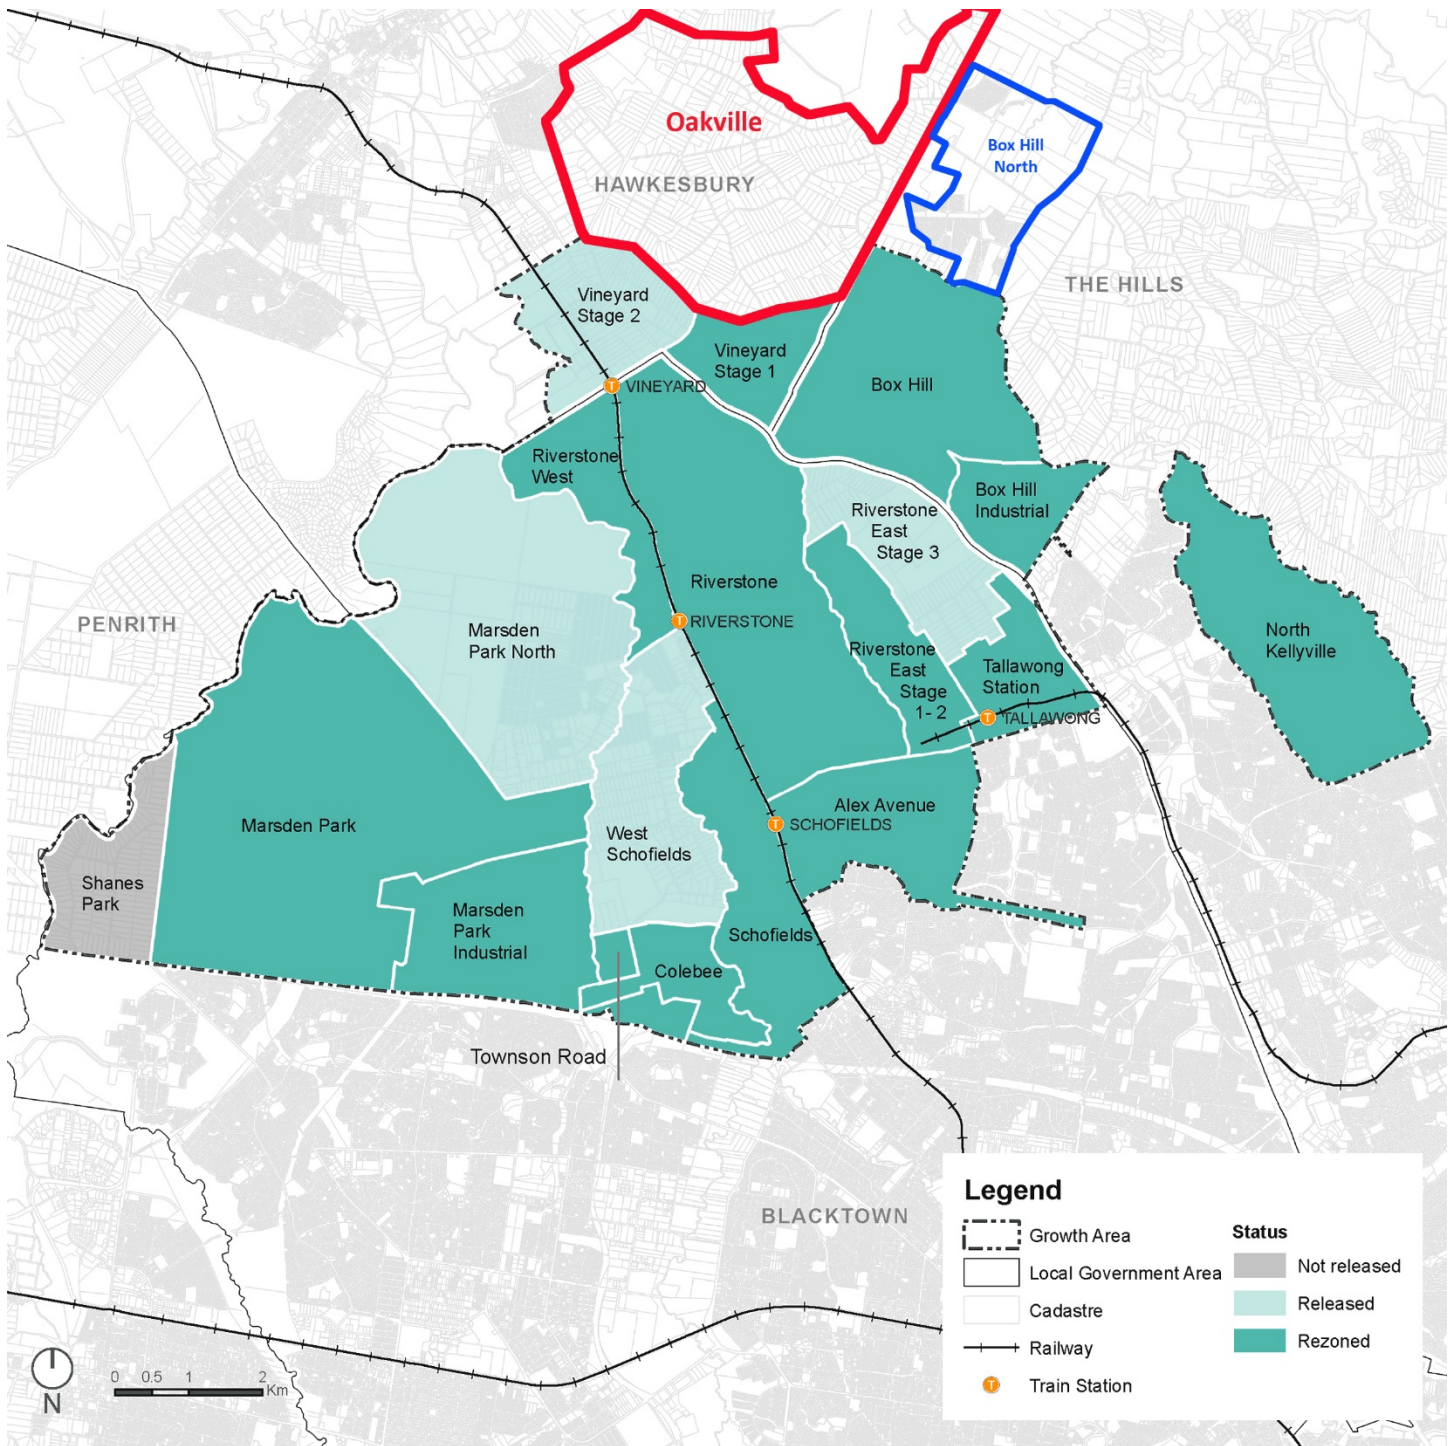 Oakville
HAWKESBURY
Box Hill
North
THE HILLS
Vineyard
Stage 2
Vineyard
Stage 1
VINEYARD
Box Hill
Riverstone
West
Box Hill
Industrial
Riverstone
East
Stage 3
Riverstone
RIVERSTONE
PENRITH
Marsden
Park North
North
Kellyville
Riverstone
East
Stage
1- 2
Tallawong
Station
TALLAWONG
Marsden Park
Alex Avenue
SCHOFIELDS
West
Schofields
Shanes
Park
Marsden
Park
Industrial
Schofields
Colebee
Townson Road
BLACKTOWN
Legend
Growth Area
Local Government Area
Cadastre
Railway
T Train Station
Status
Not released
Released
Rezoned
0 0.5 1 2
Km
N
T
T
T
T